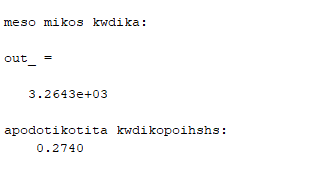 meso mikos kwdika:
out_ =
3.2643e+03
apodotikotita kwdikopoihshs:
0.2740